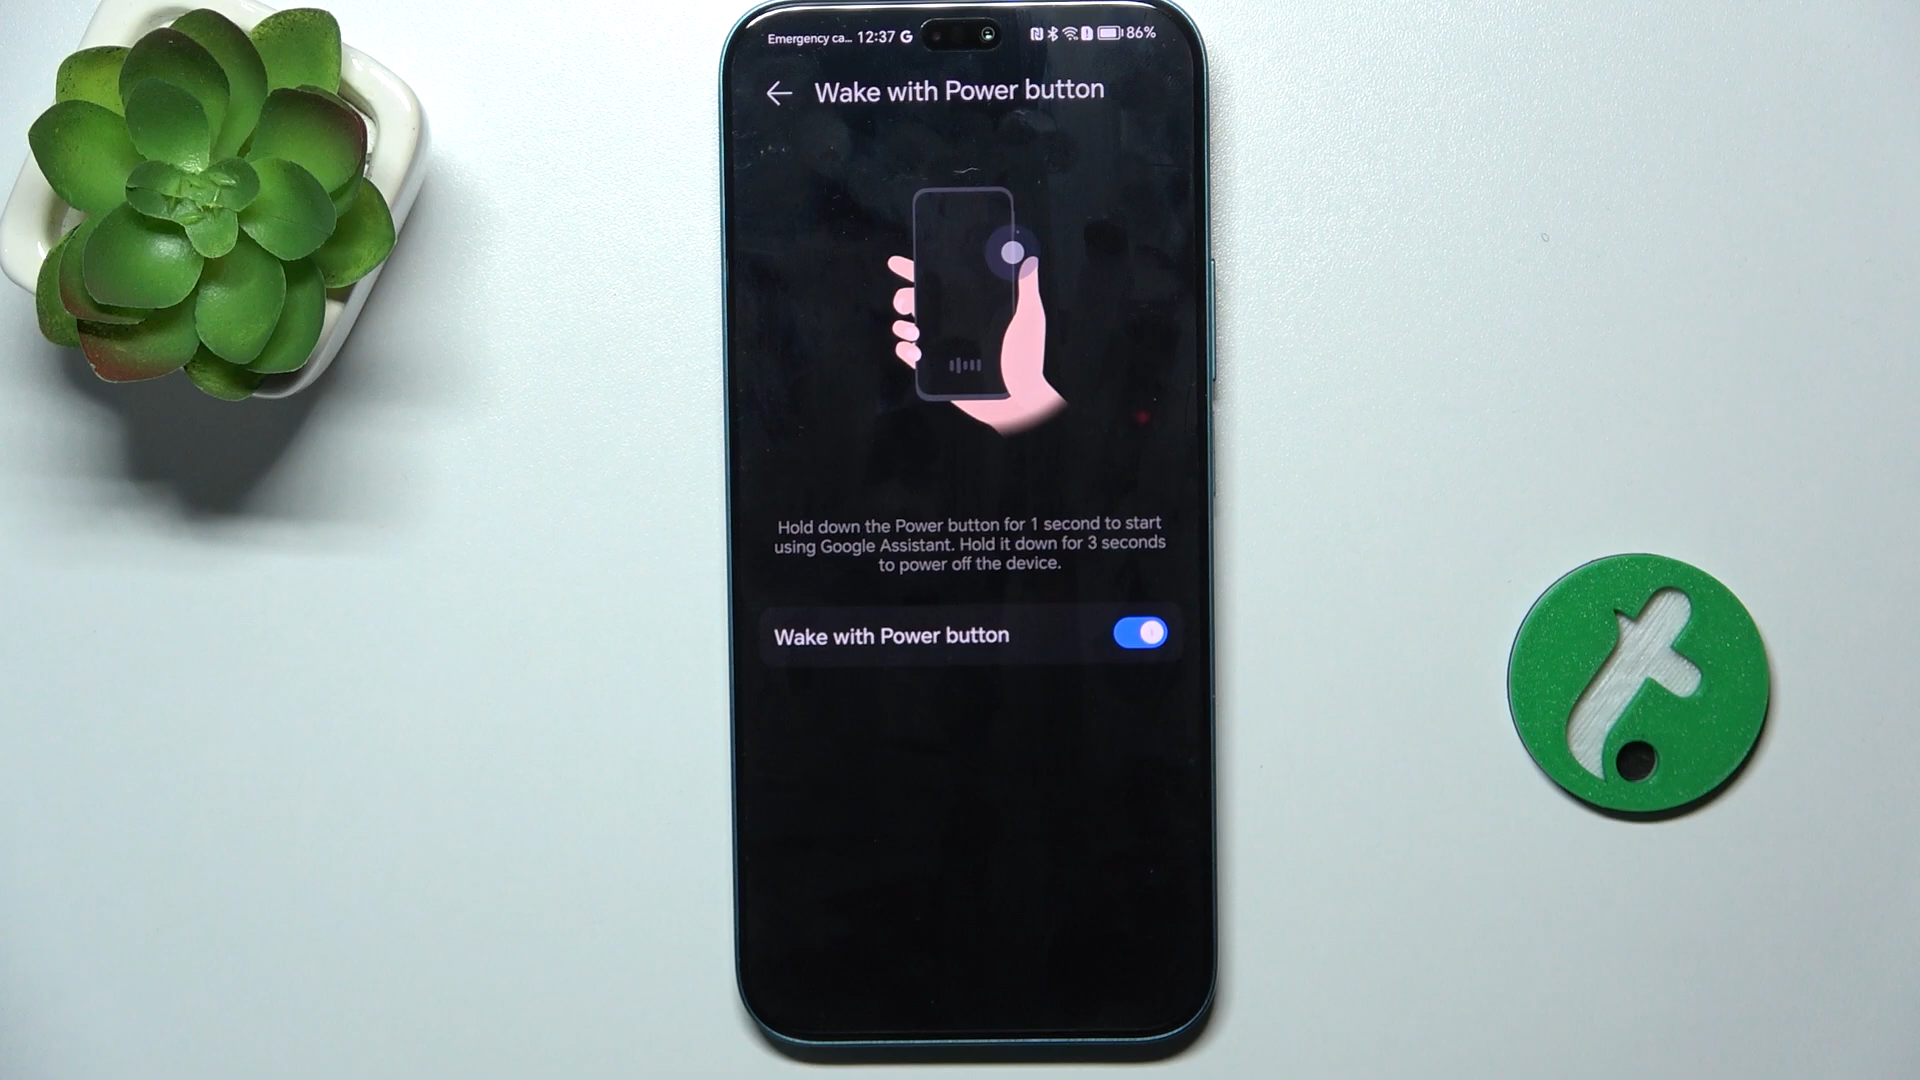 Emergency ca... 12:37 G 86%
Wake with Power button
Hold down the Power button for 1 second to start
using Google Assistant. Hold it down for 3 seconds
to power off the device.
Wake with Power button